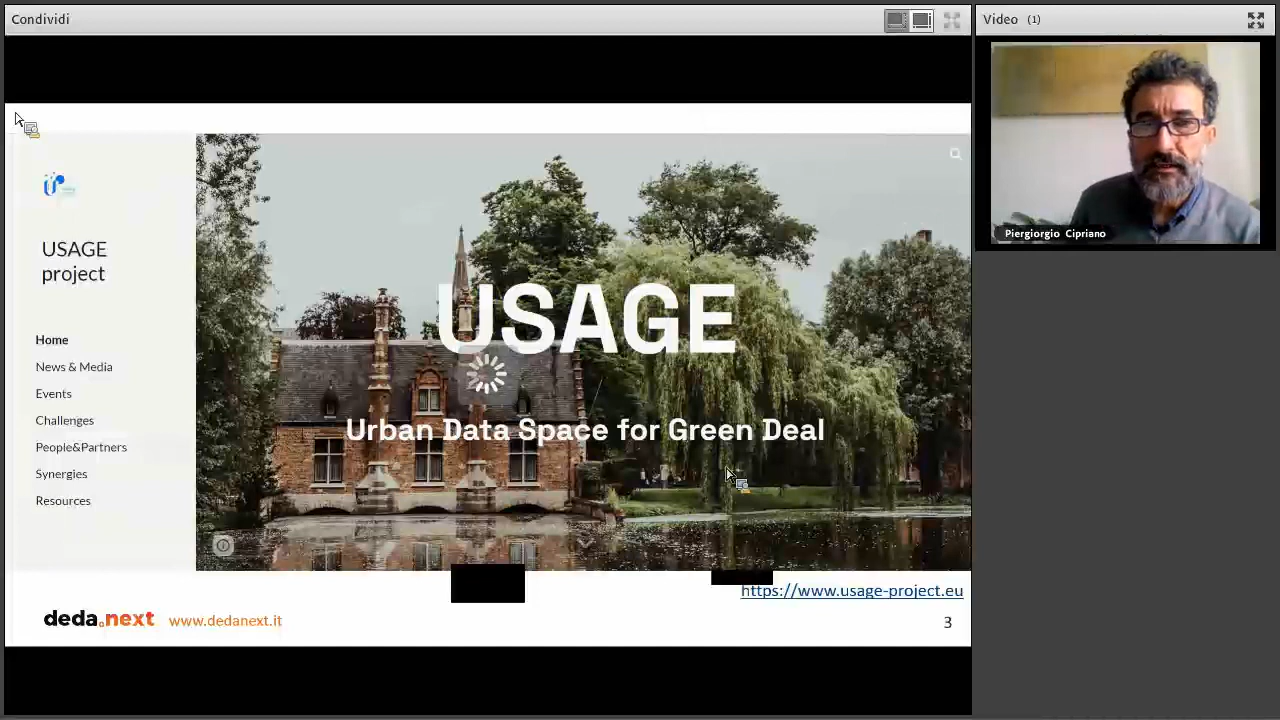 Condividi
Video (1)
Piergiorgio Cipriano
USAGE
project
Home
News & Media
Events
Challenges
People&Partners
Synergies
Resources
USAGE
Urban Data Space for Green Deal
https://www.usage-project.eu
deda.next www.dedanext.it
3